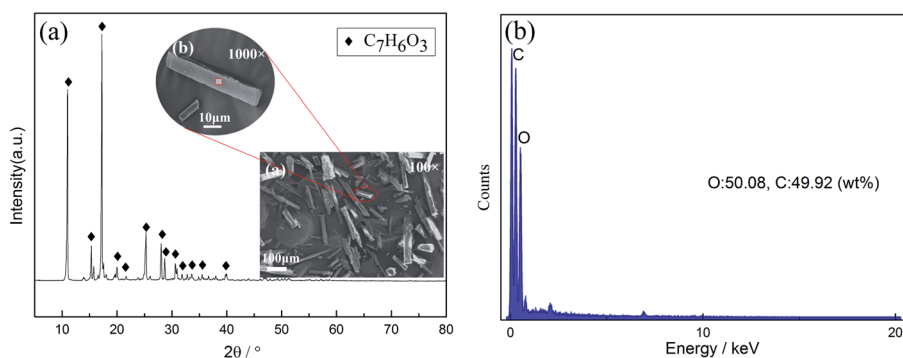 (a)
◆ C₇H₆O₃
(b)
1000×
10μm
(a)
100×
100μm
Intensity(a.u.)
10 20 30 40 50 60 70 80
2θ / °
(b)
C
O
O:50.08, C:49.92 (wt%)
Counts
0 10 20
Energy / keV